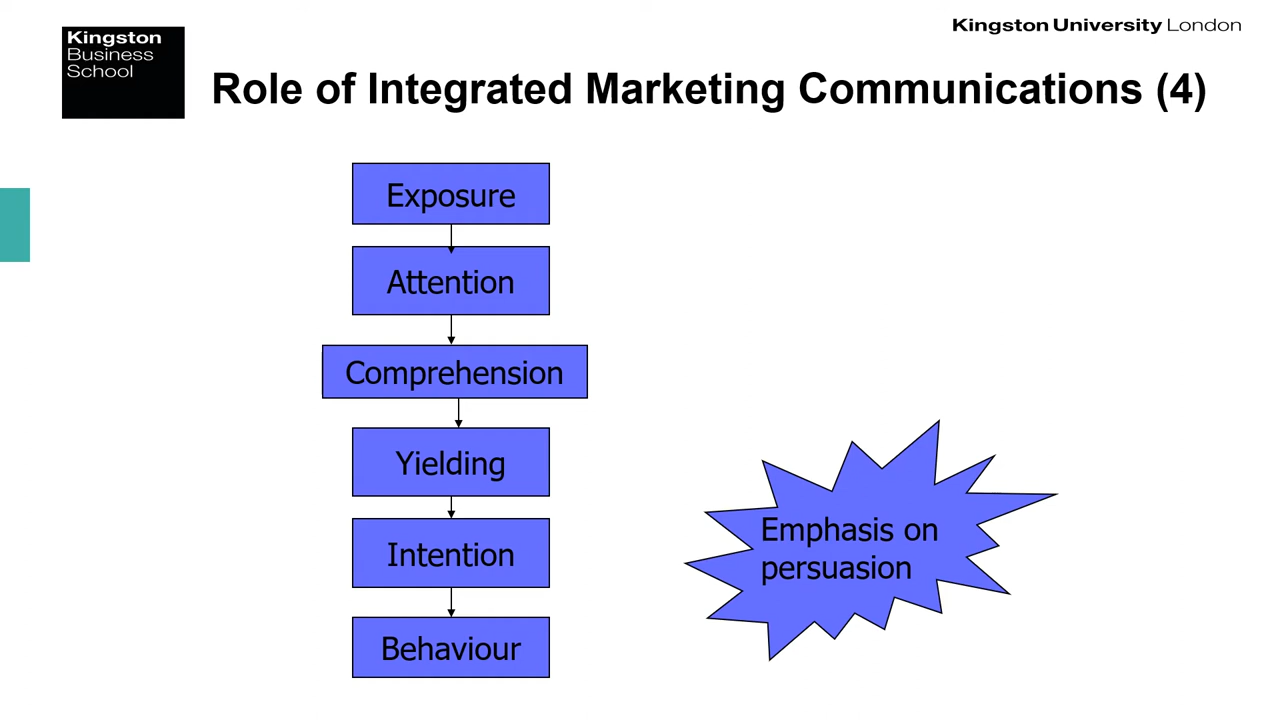 Kingston
Business
School
Kingston University London
Role of Integrated Marketing Communications (4)
Exposure
Attention
Comprehension
Yielding
Intention
Behaviour
Emphasis on
persuasion